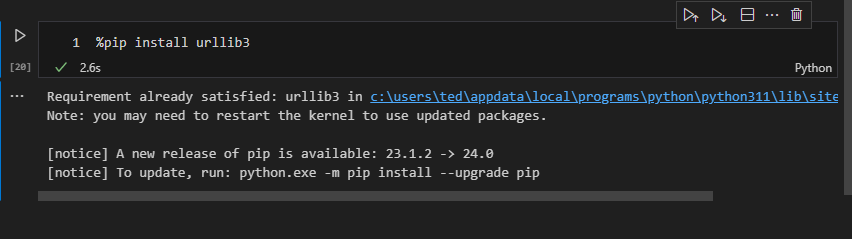 1 %pip install urllib3
[20]
2.6s
Python
Requirement already satisfied: urllib3 in c:\users\ted\appdata\local\programs\python\python311\lib\site
Note: you may need to restart the kernel to use updated packages.
[notice] A new release of pip is available: 23.1.2 -> 24.0
[notice] To update, run: python.exe -m pip install --upgrade pip